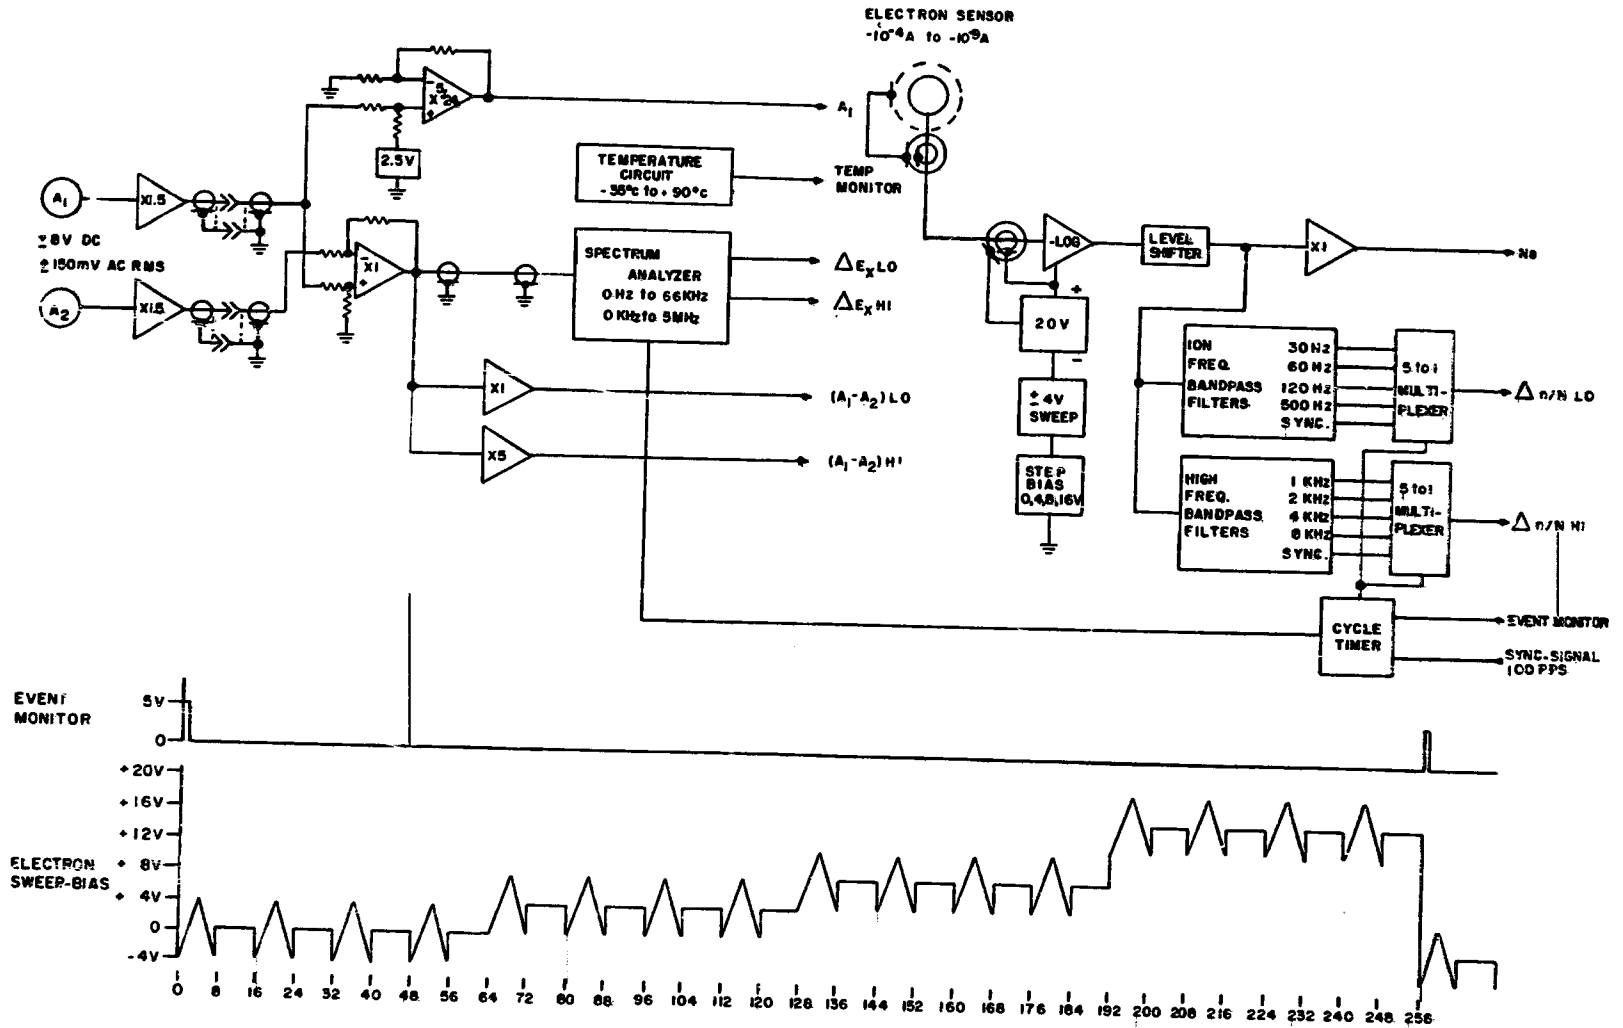 ELECTRON SENSOR
-10⁻⁴A to -10⁻⁹A
A₁
TEMPERATURE
CIRCUIT
-35°c to + 90°c
TEMP
MONITOR
2.5V
A₁
X1.5
± 8V DC
± 150mV AC RMS
A₂
X1.5
-
X1
+
SPECTRUM
ANALYZER
0 Hz to 66KHz
0 KHz to 5MHz
Δ Eₓ LO
Δ Eₓ HI
X1
(A₁-A₂) LO
X5
(A₁-A₂) HI
-LOG
LEVEL
SHIFTER
X1
+
20V
-
± 4V
SWEEP
STEP
BIAS
0,4,8,16V
ION
FREQ.
BANDPASS
FILTERS
30 Hz
60 Hz
120 Hz
500 Hz
SYNC.
5 to 1
MULTI-
PLEXER
Δ n/N LO
HIGH
FREQ.
BANDPASS
FILTERS
1 KHz
2 KHz
4 KHz
8 KHz
SYNC.
5 to 1
MULTI-
PLEXER
Δ n/N HI
CYCLE
TIMER
EVENT MONITOR
SYNC-SIGNAL
100 PPS
EVENT
MONITOR
5V
0
ELECTRON
SWEEP-BIAS
+ 20V
+ 16V
+ 12V
+ 8V
+ 4V
0
- 4V
0 8 16 24 32 40 48 56 64 72 80 88 96 104 112 120 128 136 144 152 160 168 176 184 192 200 208 216 224 232 240 248 256